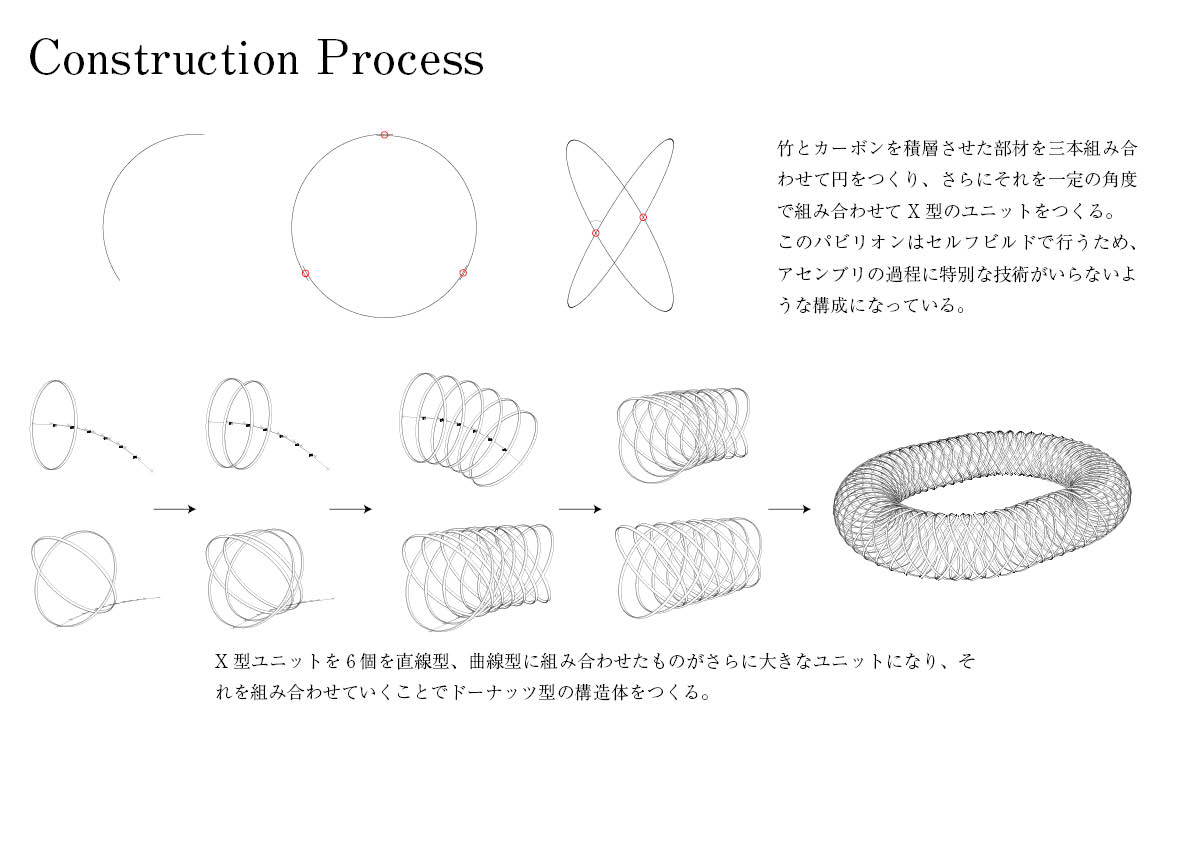 Construction Process
竹とカーボンを積層させた部材を三本組み合
わせて円をつくり、さらにそれを一定の角度
で組み合わせて X 型のユニットをつくる。
このパビリオンはセルフビルドで行うため、
アセンブリの過程に特別な技術がいらないよ
うな構成になっている。
X 型ユニットを 6 個を直線型、曲線型に組み合わせたものがさらに大きなユニットになり、そ
れを組み合わせていくことでドーナッツ型の構造体をつくる。